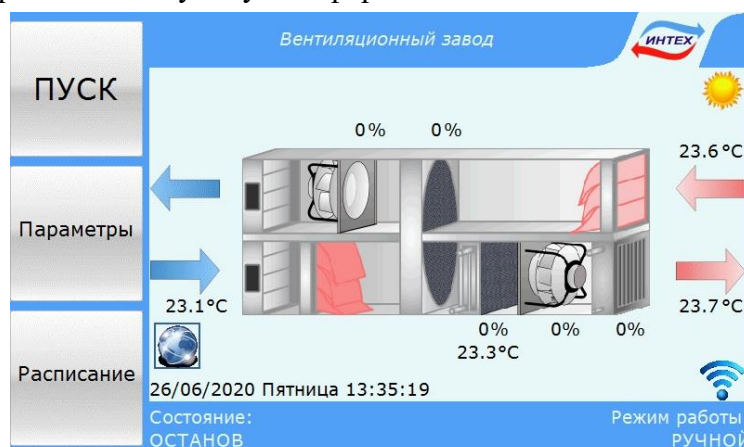 Вентиляционный завод
ИНТЕХ
ПУСК
0% 0%
23.6°C
Параметры
23.1°C
23.7°C
0% 0% 0%
23.3°C
Расписание
26/06/2020 Пятница 13:35:19
Состояние: Режим работы
ОСТАНОВ РУЧНОЙ